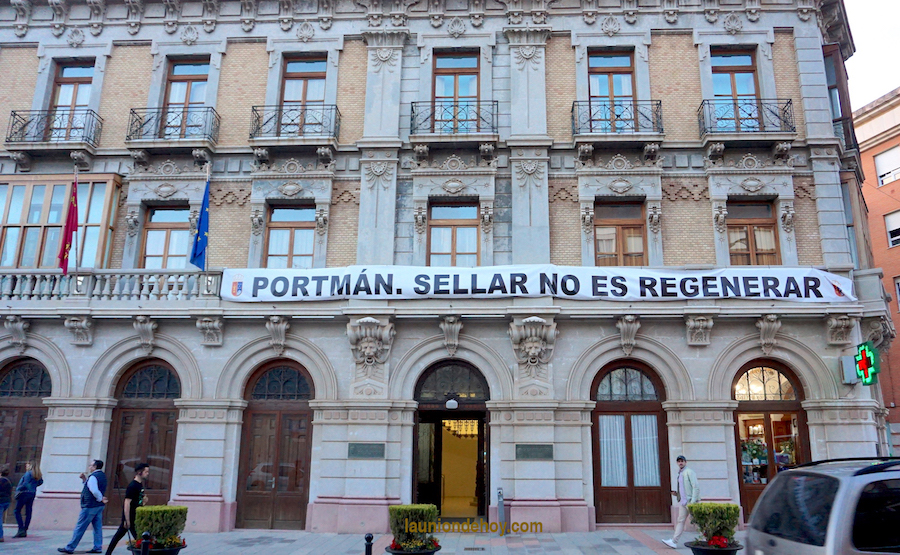 PORTMÁN. SELLAR NO ES REGENERAR
launiondehoy.com